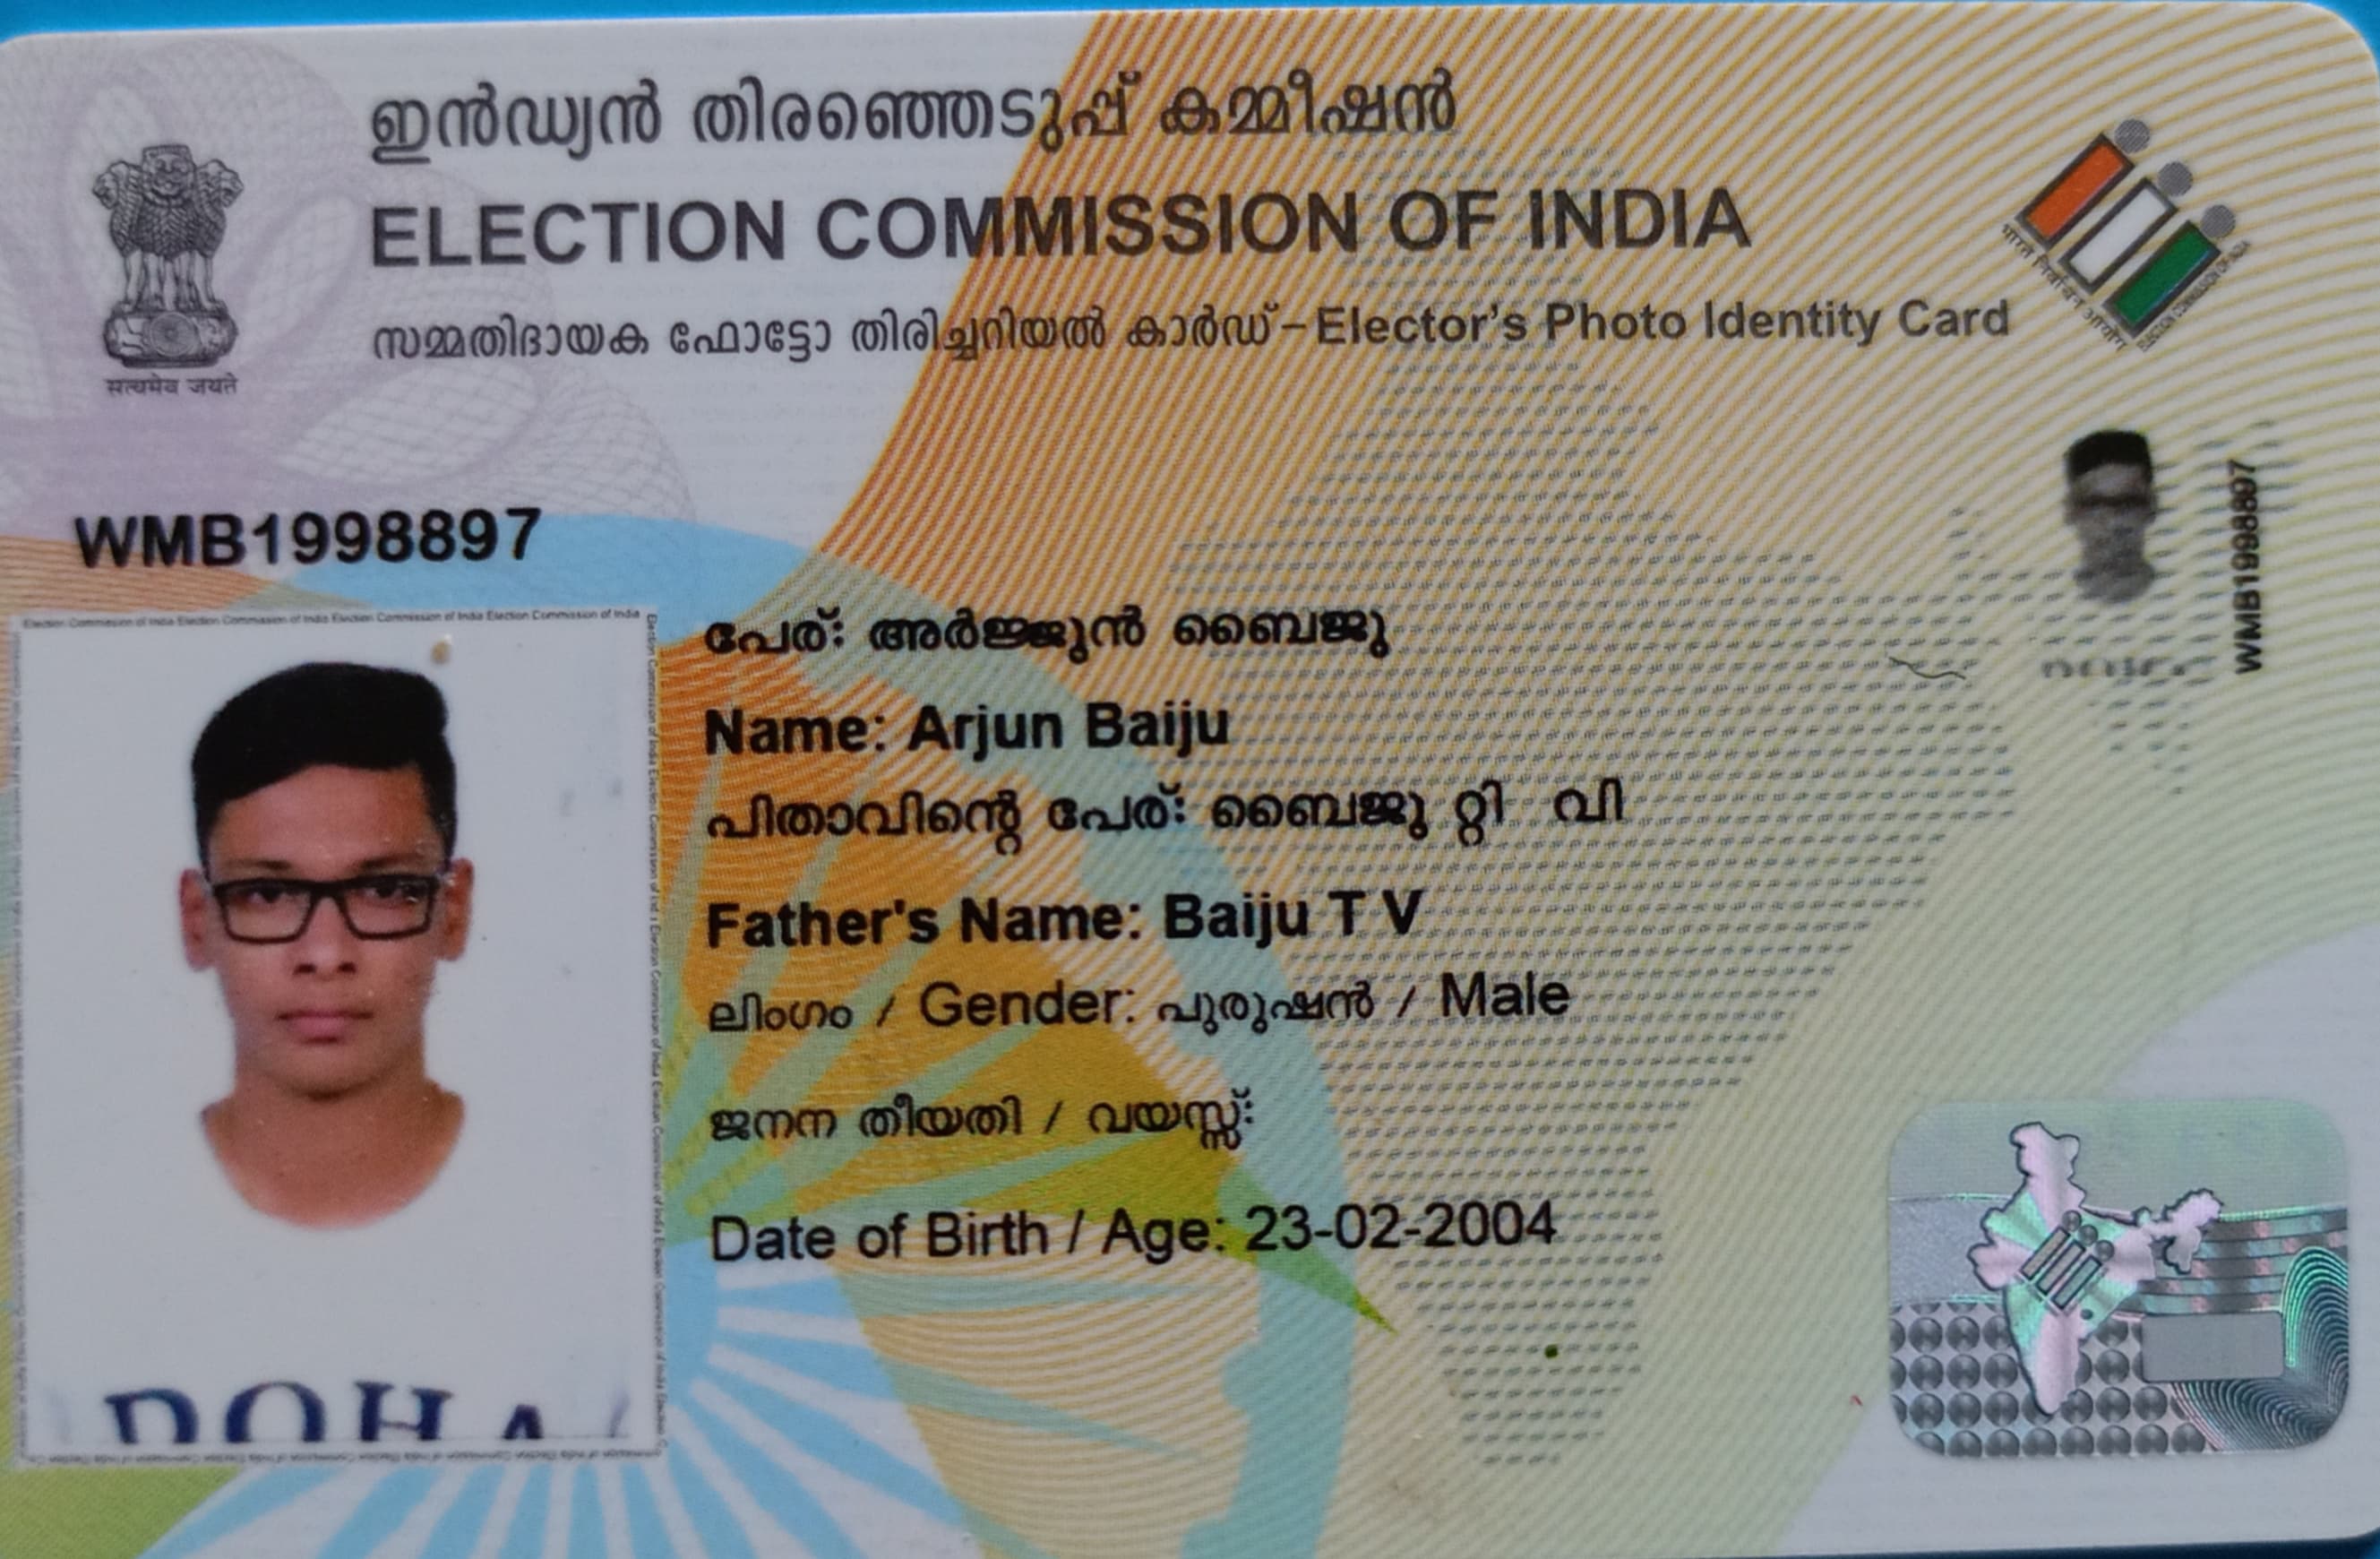 ഇൻഡ്യൻ തിരഞ്ഞെടുപ്പ് കമ്മീഷൻ
ELECTION COMMISSION OF INDIA
സമ്മതിദായക ഫോട്ടോ തിരിച്ചറിയൽ കാർഡ്-Elector's Photo Identity Card
सत्यमेव जयते
भारत निर्वाचन आयोग
ELECTION COMMISSION OF INDIA
WMB1998897
WMB1998897
Election Commission of India Election Commission of India Election Commission of India Election Commission of India
പേര്: അർജ്ജുൻ ബൈജു
Name: Arjun Baiju
പിതാവിന്റെ പേര്: ബൈജു റ്റി വി
Father's Name: Baiju T V
ലിംഗം / Gender: പുരുഷൻ / Male
ജനന തീയതി / വയസ്സ്:
Date of Birth / Age: 23-02-2004
DOHA